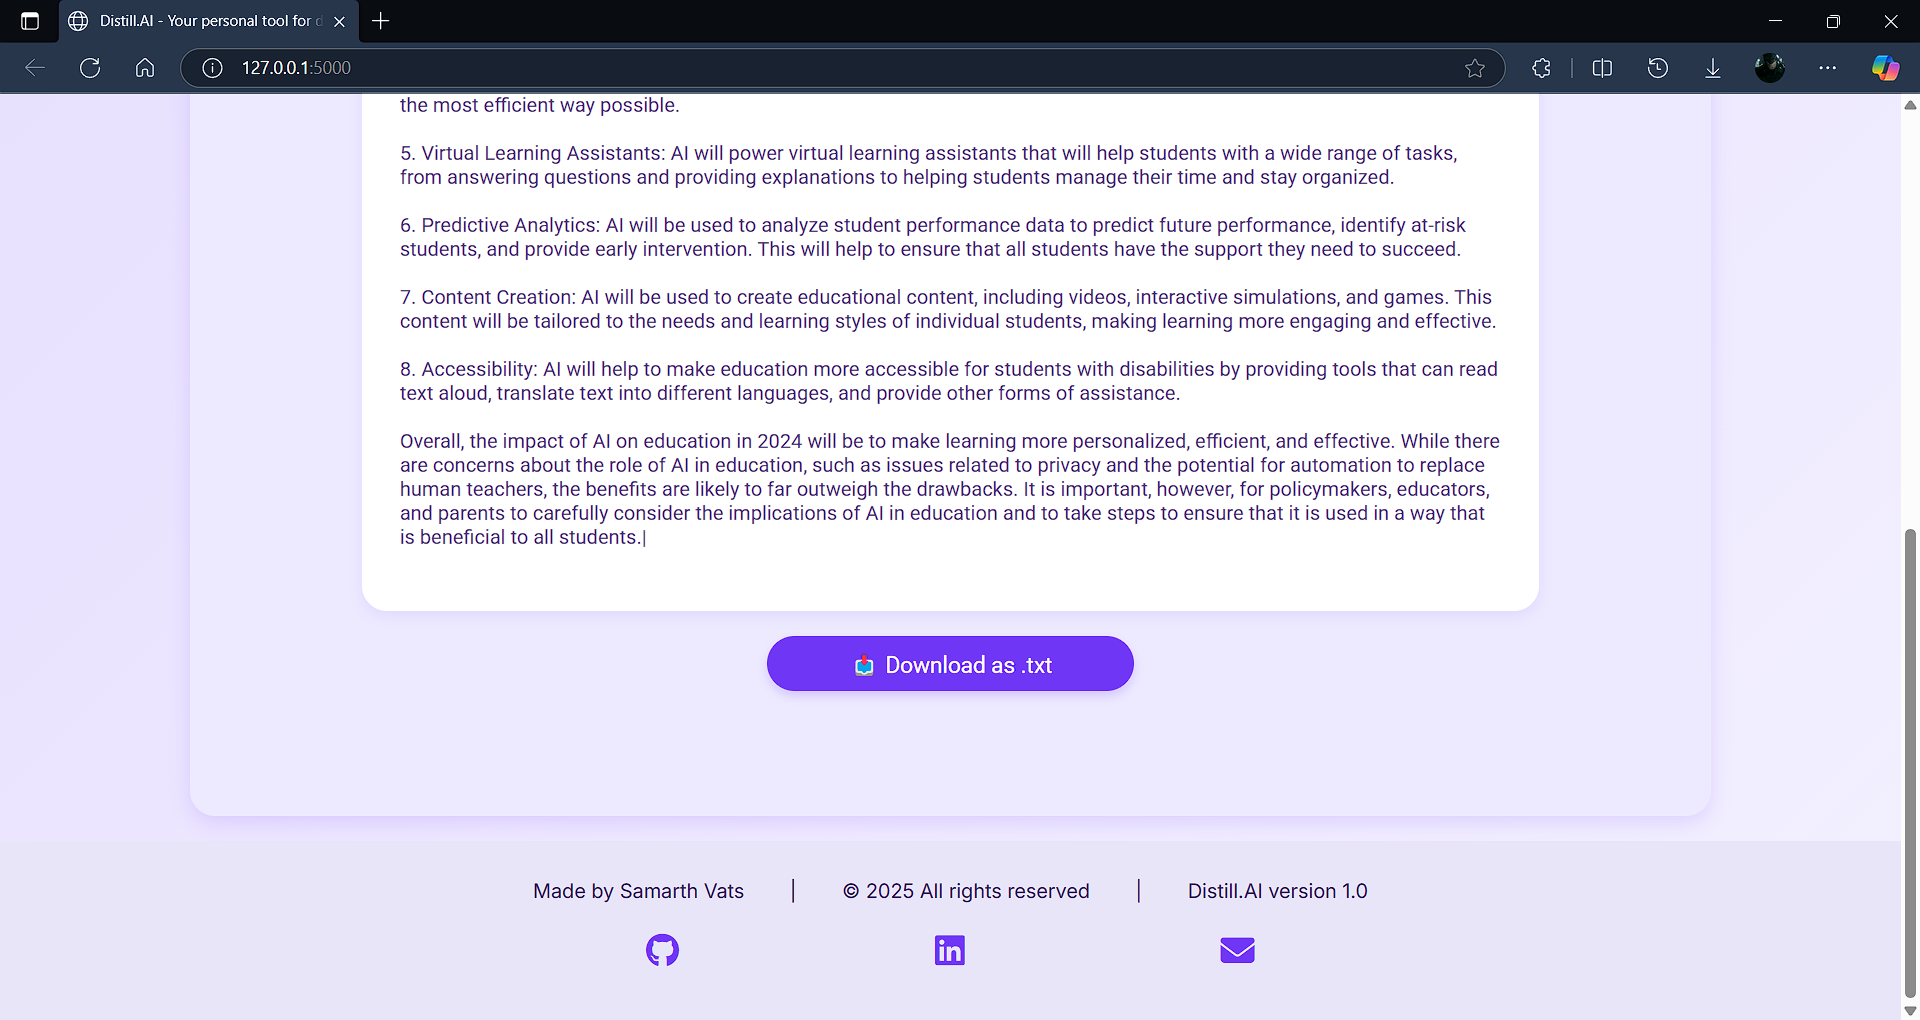 Distill.AI - Your personal tool for d
127.0.0.1:5000
the most efficient way possible.
5. Virtual Learning Assistants: AI will power virtual learning assistants that will help students with a wide range of tasks,
from answering questions and providing explanations to helping students manage their time and stay organized.
6. Predictive Analytics: AI will be used to analyze student performance data to predict future performance, identify at-risk
students, and provide early intervention. This will help to ensure that all students have the support they need to succeed.
7. Content Creation: AI will be used to create educational content, including videos, interactive simulations, and games. This
content will be tailored to the needs and learning styles of individual students, making learning more engaging and effective.
8. Accessibility: AI will help to make education more accessible for students with disabilities by providing tools that can read
text aloud, translate text into different languages, and provide other forms of assistance.
Overall, the impact of AI on education in 2024 will be to make learning more personalized, efficient, and effective. While there
are concerns about the role of AI in education, such as issues related to privacy and the potential for automation to replace
human teachers, the benefits are likely to far outweigh the drawbacks. It is important, however, for policymakers, educators,
and parents to carefully consider the implications of AI in education and to take steps to ensure that it is used in a way that
is beneficial to all students.|
Download as .txt
Made by Samarth Vats | © 2025 All rights reserved | Distill.AI version 1.0
in